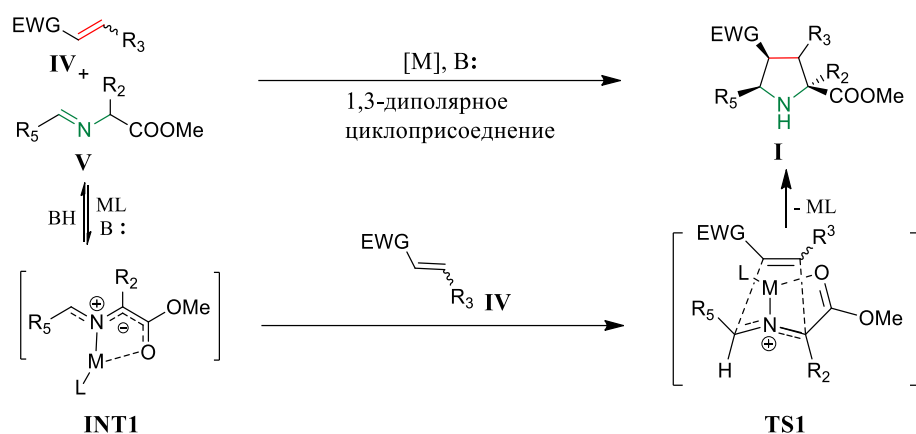 EWG
R3
IV +
R2
R5
N
COOMe
V
[M], B:
1,3-диполярное
циклоприсоеднение
EWG
R3
R2
R5
N
H
COOMe
I
BH
ML
B :
R2
OMe
R5
N
+
−
O
M
L
INT1
EWG
R3
IV
- ML
EWG
R3
L
M
O
R5
N
+
OMe
H
R2
TS1